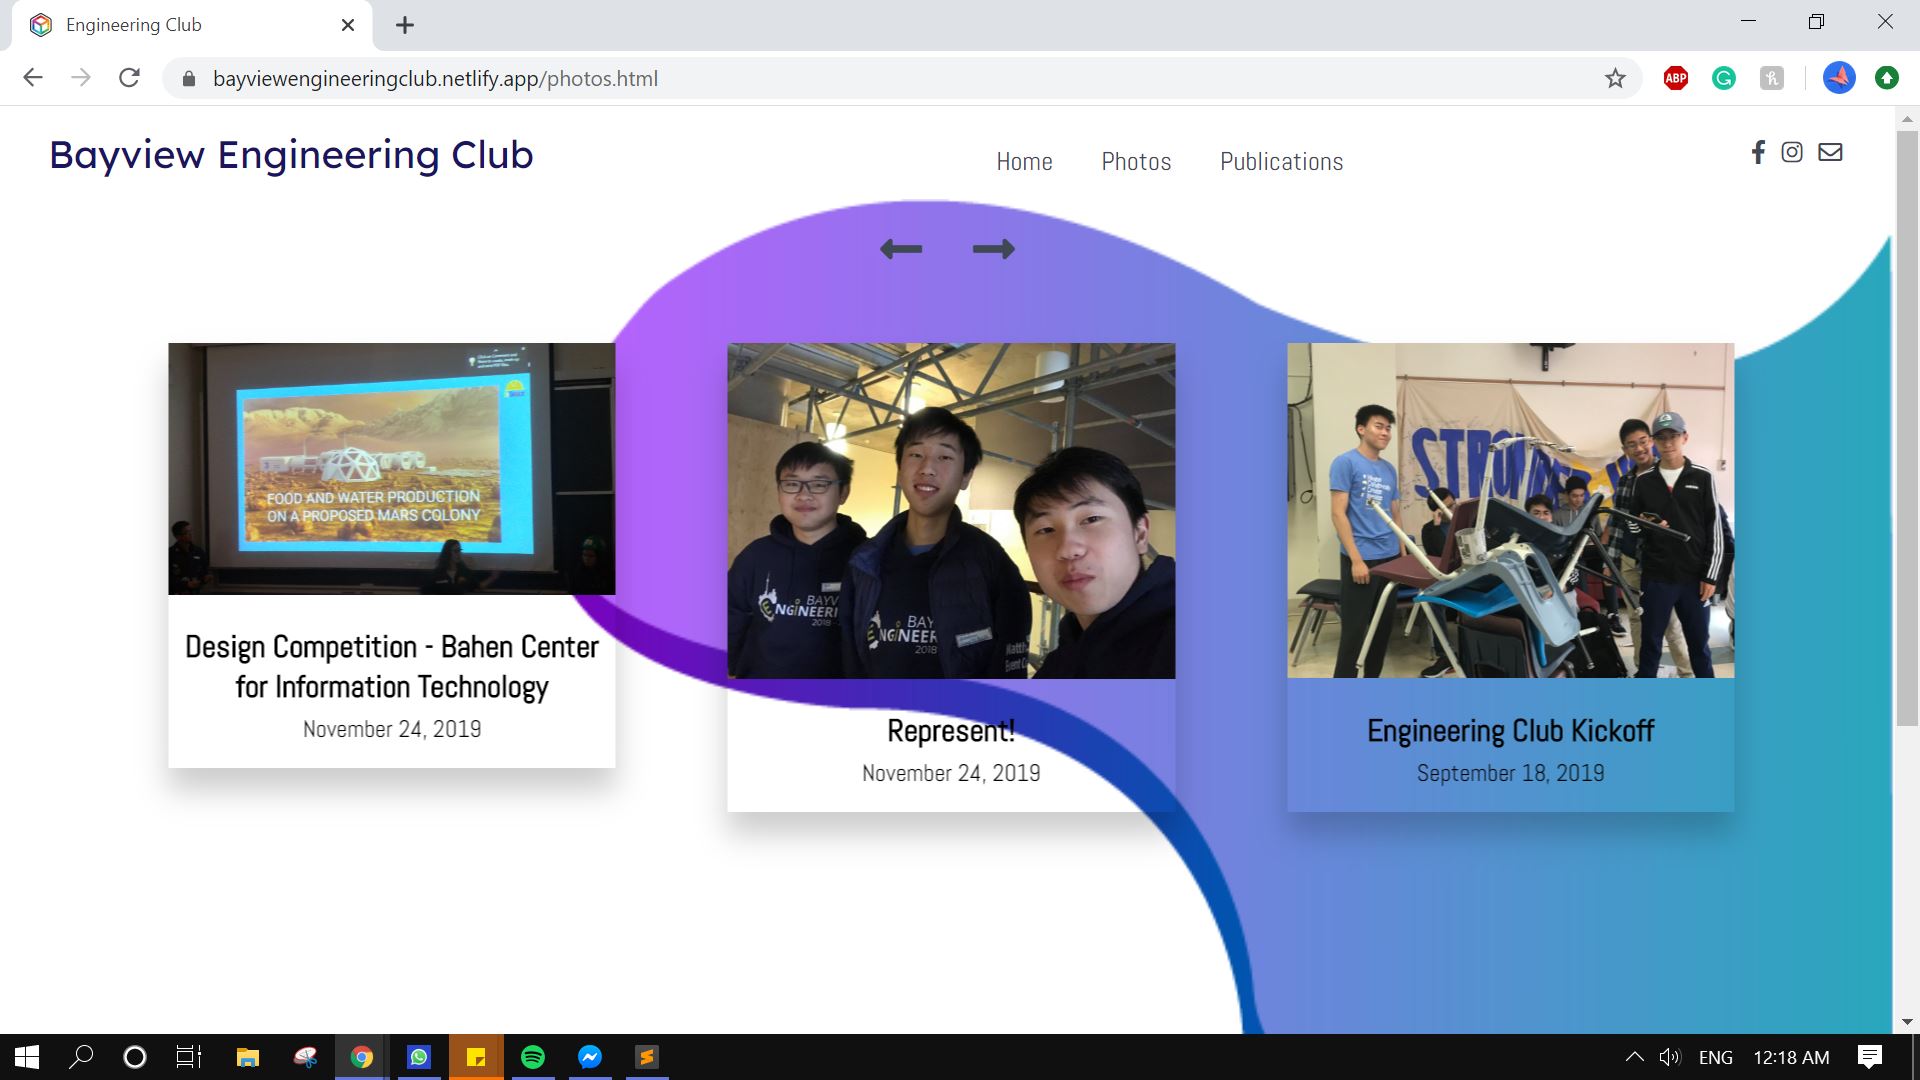 Engineering Club
bayviewengineeringclub.netlify.app/photos.html
ABP
Bayview Engineering Club
Home
Photos
Publications
FOOD AND WATER PRODUCTION
ON A PROPOSED MARS COLONY
BAYV
ENGINEERI
2018 -
BAY
ENGINEER
2018
Matth
Event C
Design Competition - Bahen Center
for Information Technology
November 24, 2019
Represent!
November 24, 2019
Engineering Club Kickoff
September 18, 2019
ENG
12:18 AM